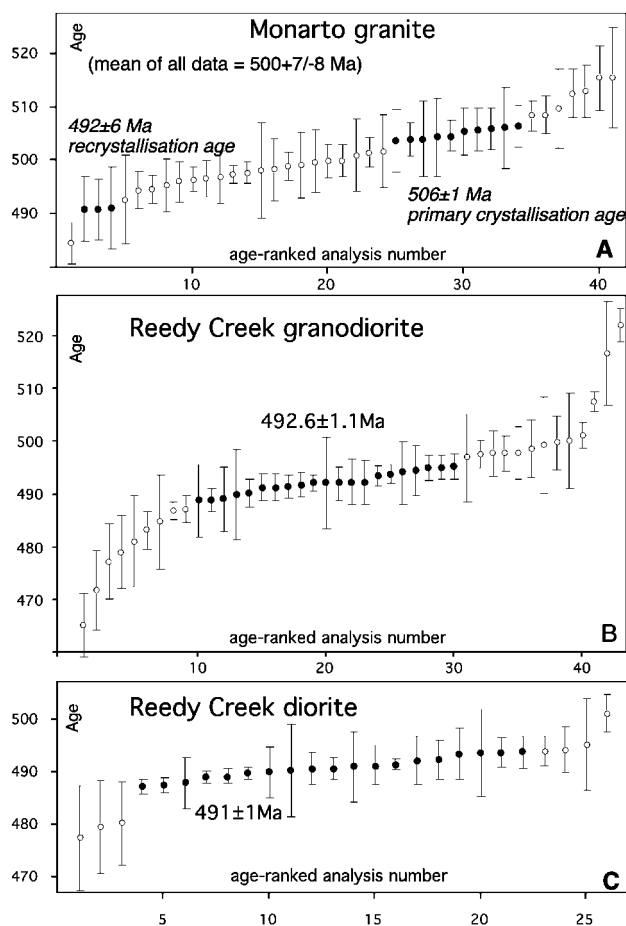 Monarto granite
Age
520
(mean of all data = 500+7/-8 Ma)
510
492±6 Ma
recrystallisation age
500
506±1 Ma
490
primary crystallisation age
age-ranked analysis number
A
10
20
30
40
Age
520
Reedy Creek granodiorite
510
492.6±1.1Ma
500
490
480
470
age-ranked analysis number
B
10
20
30
40
Reedy Creek diorite
Age
500
490
491±1Ma
480
470
age-ranked analysis number
C
5
10
15
20
25